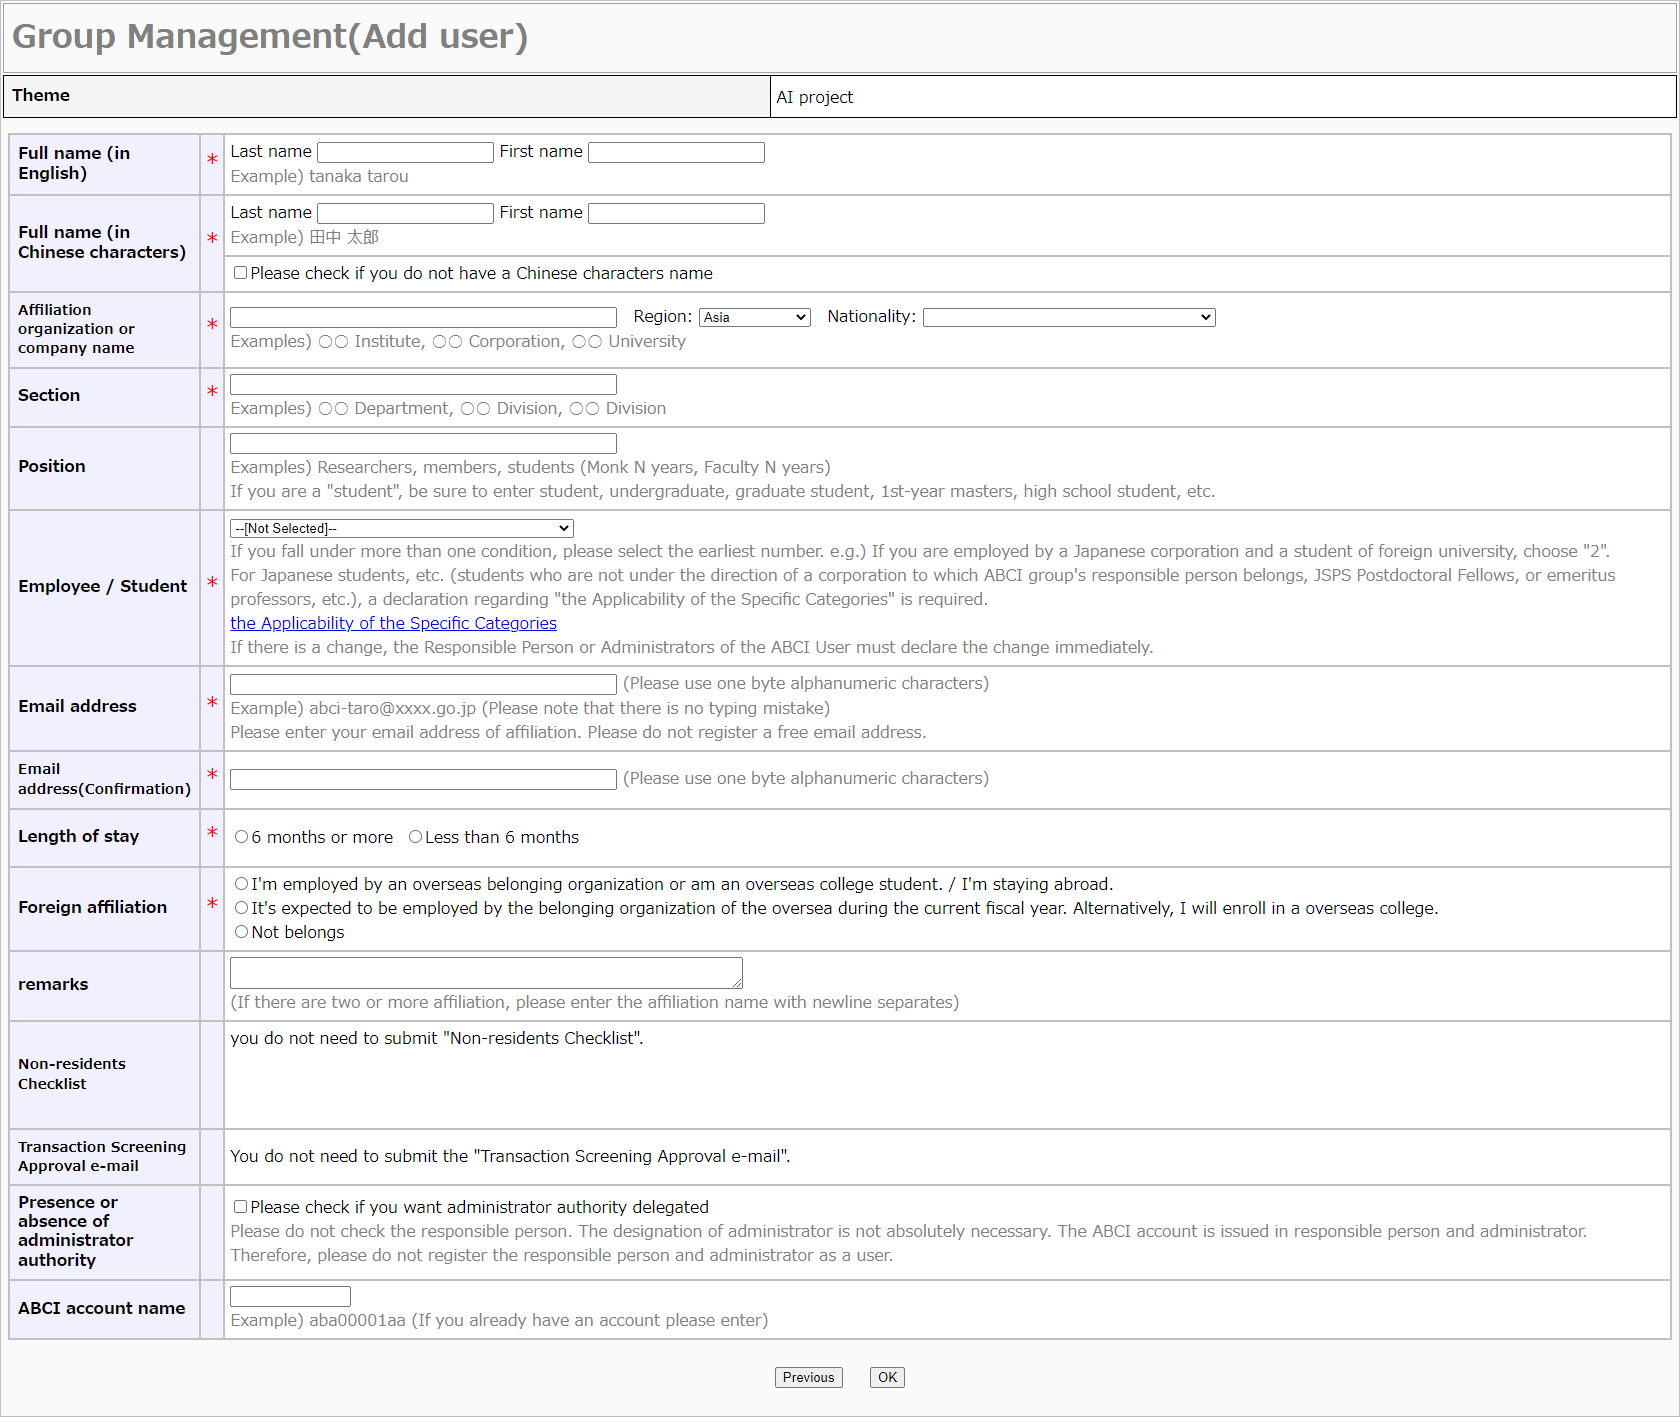 Group Management(Add user)
Theme
AI project
Full name (in
English)
*
Last name First name
Example) tanaka tarou
Full name (in
Chinese characters)
*
Last name First name
Example) 田中 太郎
Please check if you do not have a Chinese characters name
Affiliation
organization or
company name
*
Region: Asia Nationality:
Examples) 〇〇 Institute, 〇〇 Corporation, 〇〇 University
Section
*
Examples) 〇〇 Department, 〇〇 Division, 〇〇 Division
Position
Examples) Researchers, members, students (Monk N years, Faculty N years)
If you are a "student", be sure to enter student, undergraduate, graduate student, 1st-year masters, high school student, etc.
Employee / Student
*
--[Not Selected]--
If you fall under more than one condition, please select the earliest number. e.g.) If you are employed by a Japanese corporation and a student of foreign university, choose "2".
For Japanese students, etc. (students who are not under the direction of a corporation to which ABCI group's responsible person belongs, JSPS Postdoctoral Fellows, or emeritus
professors, etc.), a declaration regarding "the Applicability of the Specific Categories" is required.
the Applicability of the Specific Categories
If there is a change, the Responsible Person or Administrators of the ABCI User must declare the change immediately.
Email address
*
(Please use one byte alphanumeric characters)
Example) abci-taro@xxxx.go.jp (Please note that there is no typing mistake)
Please enter your email address of affiliation. Please do not register a free email address.
Email
address(Confirmation)
*
(Please use one byte alphanumeric characters)
Length of stay
*
6 months or more Less than 6 months
Foreign affiliation
*
I'm employed by an overseas belonging organization or am an overseas college student. / I'm staying abroad.
It's expected to be employed by the belonging organization of the oversea during the current fiscal year. Alternatively, I will enroll in a overseas college.
Not belongs
remarks
(If there are two or more affiliation, please enter the affiliation name with newline separates)
Non-residents
Checklist
you do not need to submit "Non-residents Checklist".
Transaction Screening
Approval e-mail
You do not need to submit the "Transaction Screening Approval e-mail".
Presence or
absence of
administrator
authority
Please check if you want administrator authority delegated
Please do not check the responsible person. The designation of administrator is not absolutely necessary. The ABCI account is issued in responsible person and administrator.
Therefore, please do not register the responsible person and administrator as a user.
ABCI account name
Example) aba00001aa (If you already have an account please enter)
Previous OK